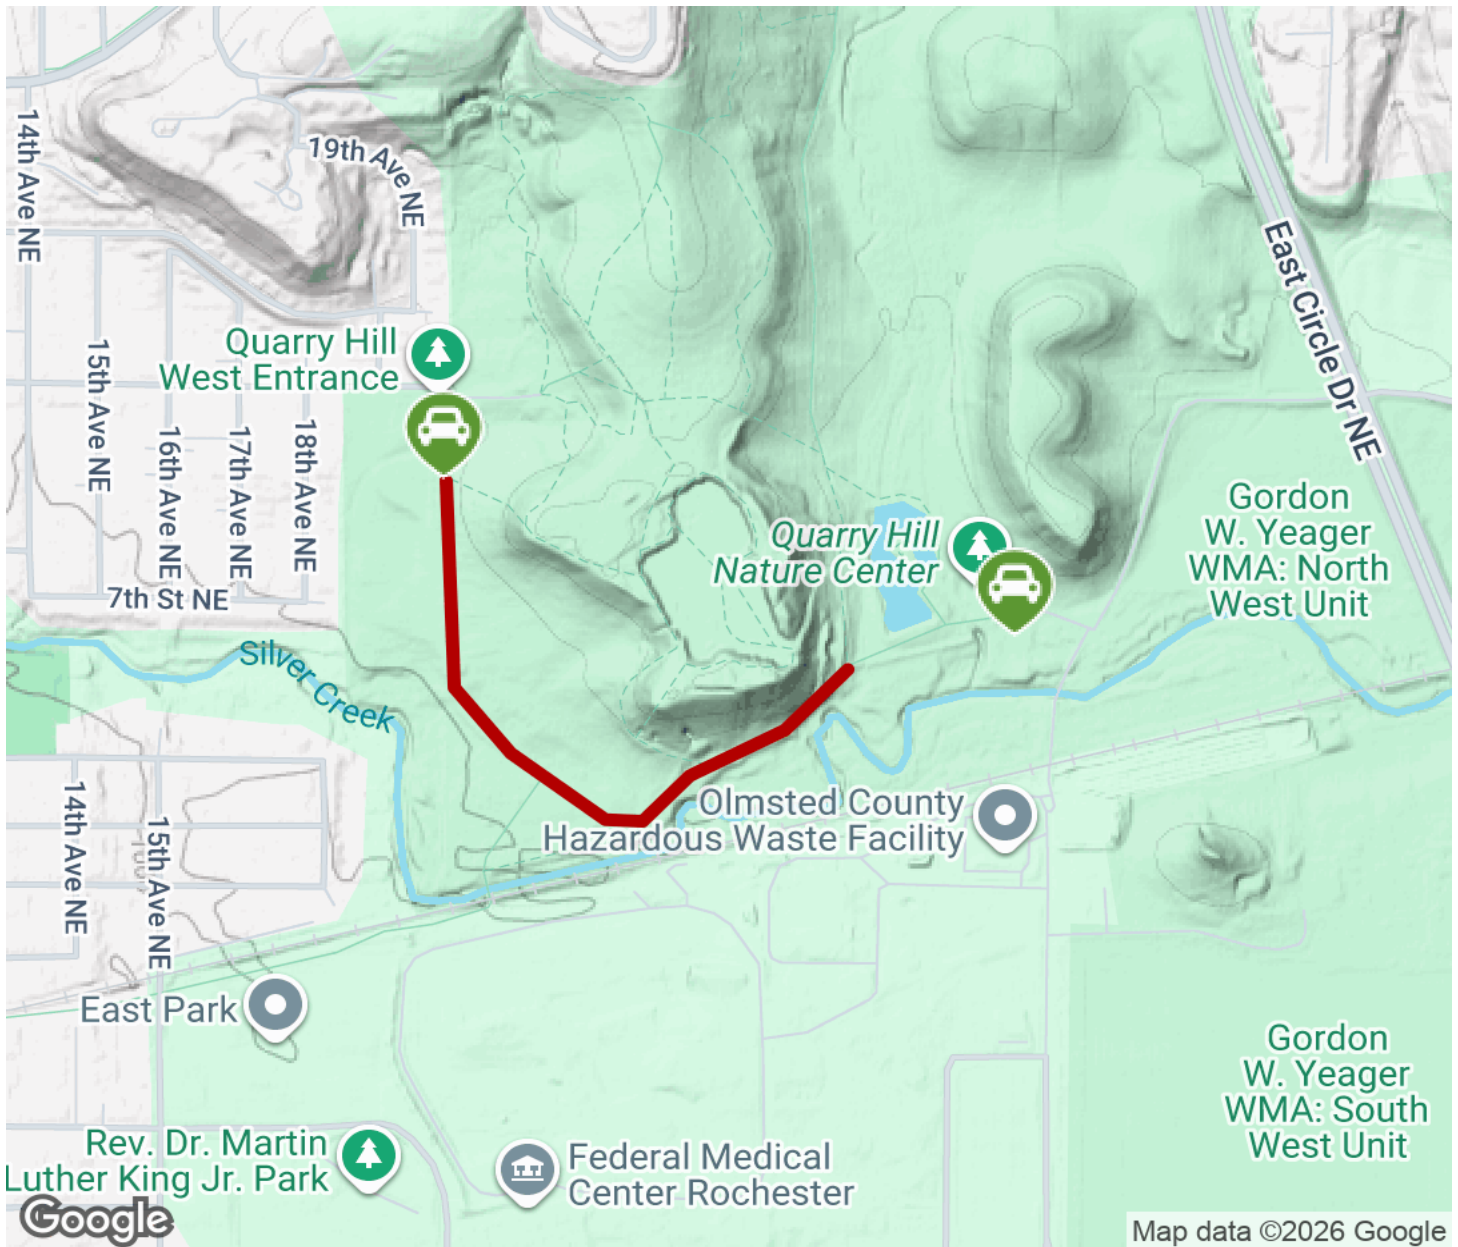 19th Ave NE
14th Ave NE
East Circle Dr NE
Quarry Hill
West Entrance
15th Ave NE
16th Ave NE
17th Ave NE
18th Ave NE
Quarry Hill
Nature Center
Gordon
W. Yeager
WMA: North
West Unit
7th St NE
Silver Creek
14th Ave NE
15th Ave NE
Olmsted County
Hazardous Waste Facility
East Park
Gordon
W. Yeager
WMA: South
West Unit
Rev. Dr. Martin
Luther King Jr. Park
Federal Medical
Center Rochester
Google
Map data ©2026 Google